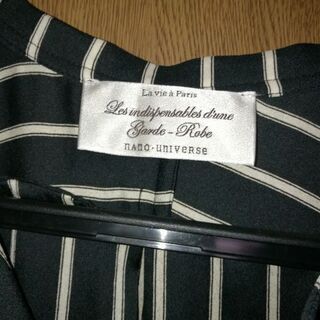 La vie à Paris
Les indispensables d'une
Garde - Robe
nano・universe